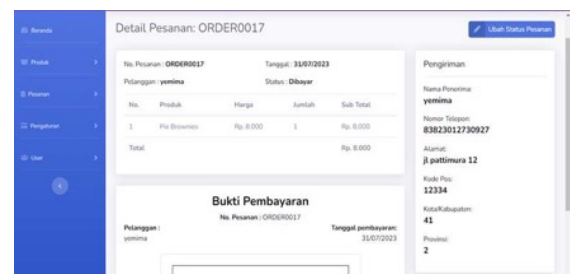 Beranda
Produk
Pesanan
Pengaturan
User
Detail Pesanan: ORDER0017
Ubah Status Pesanan
No. Pesanan : ORDER0017 Tanggal : 31/07/2023
Pelanggan : yemima Status : Dibayar
No. Produk Harga Jumlah Sub Total
1 Pie Brownies Rp. 8.000 1 Rp. 8.000
Total Rp. 8.000
Bukti Pembayaran
No. Pesanan : ORDER0017
Pelanggan : Tanggal pembayaran:
yemima 31/07/2023
Pengiriman
Nama Penerima:
yemima
Nomor Telepon:
83823012730927
Alamat:
jl pattimura 12
Kode Pos:
12334
Kota/Kabupaten:
41
Provinsi:
2